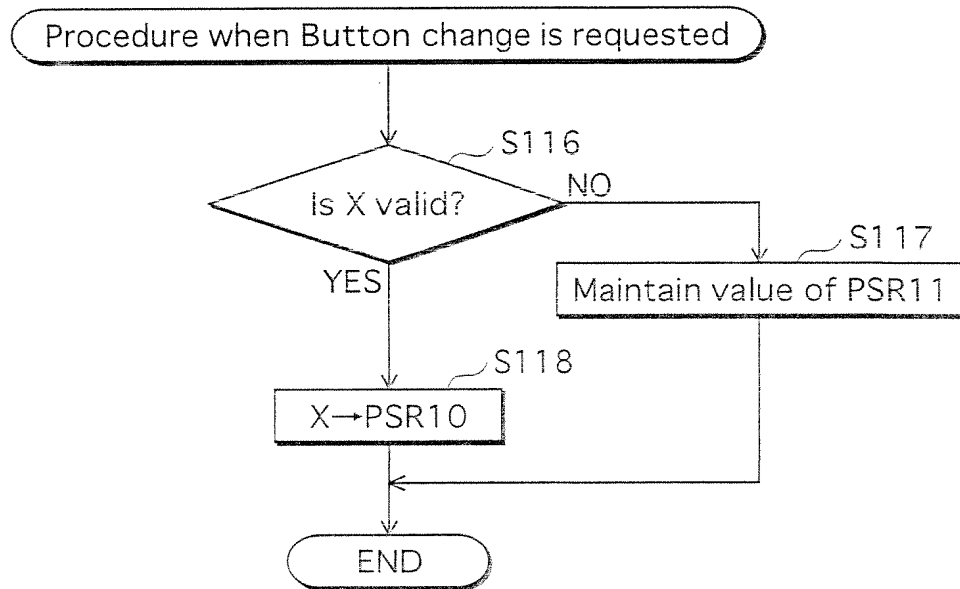 Procedure when Button change is requested
S116
Is X valid?
NO
YES
S117
Maintain value of PSR11
S118
X→PSR10
END